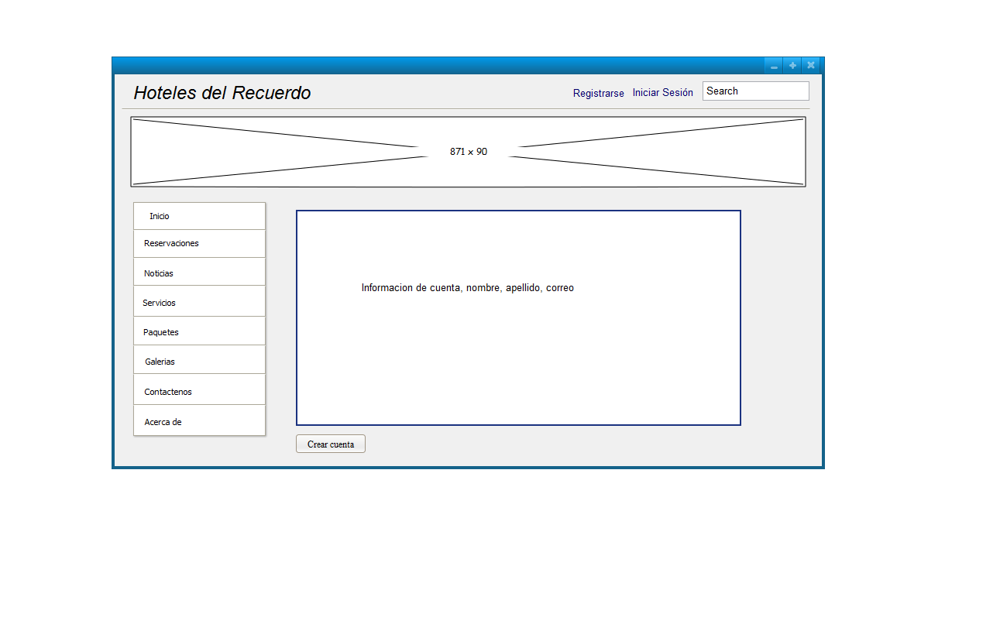 Hoteles del Recuerdo
Registrarse Iniciar Sesión Search
871 x 90
Inicio
Reservaciones
Noticias
Servicios
Paquetes
Galerias
Contactenos
Acerca de
Informacion de cuenta, nombre, apellido, correo
Crear cuenta